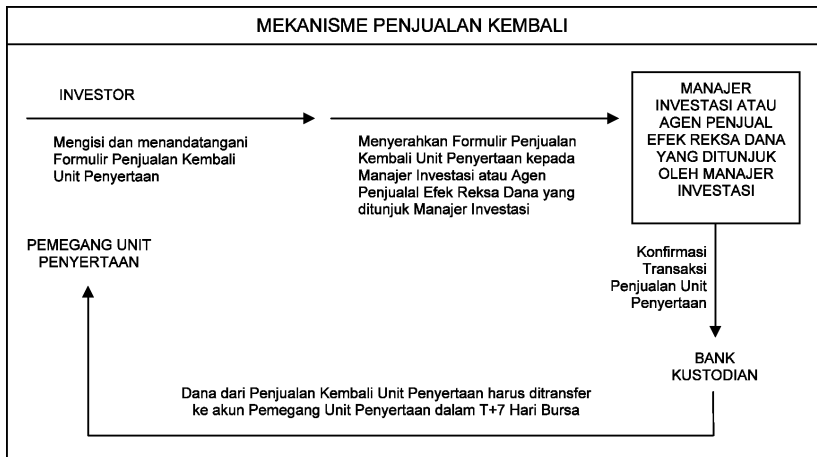 MEKANISME PENJUALAN KEMBALI
INVESTOR
Mengisi dan menandatangani
Formulir Penjualan Kembali
Unit Penyertaan
Menyerahkan Formulir Penjualan
Kembali Unit Penyertaan kepada
Manajer Investasi atau Agen
Penjualal Efek Reksa Dana yang
ditunjuk Manajer Investasi
MANAJER
INVESTASI ATAU
AGEN PENJUAL
EFEK REKSA DANA
YANG DITUNJUK
OLEH MANAJER
INVESTASI
Konfirmasi
Transaksi
Penjualan Unit
Penyertaan
BANK
KUSTODIAN
Dana dari Penjualan Kembali Unit Penyertaan harus ditransfer
ke akun Pemegang Unit Penyertaan dalam T+7 Hari Bursa
PEMEGANG UNIT
PENYERTAAN